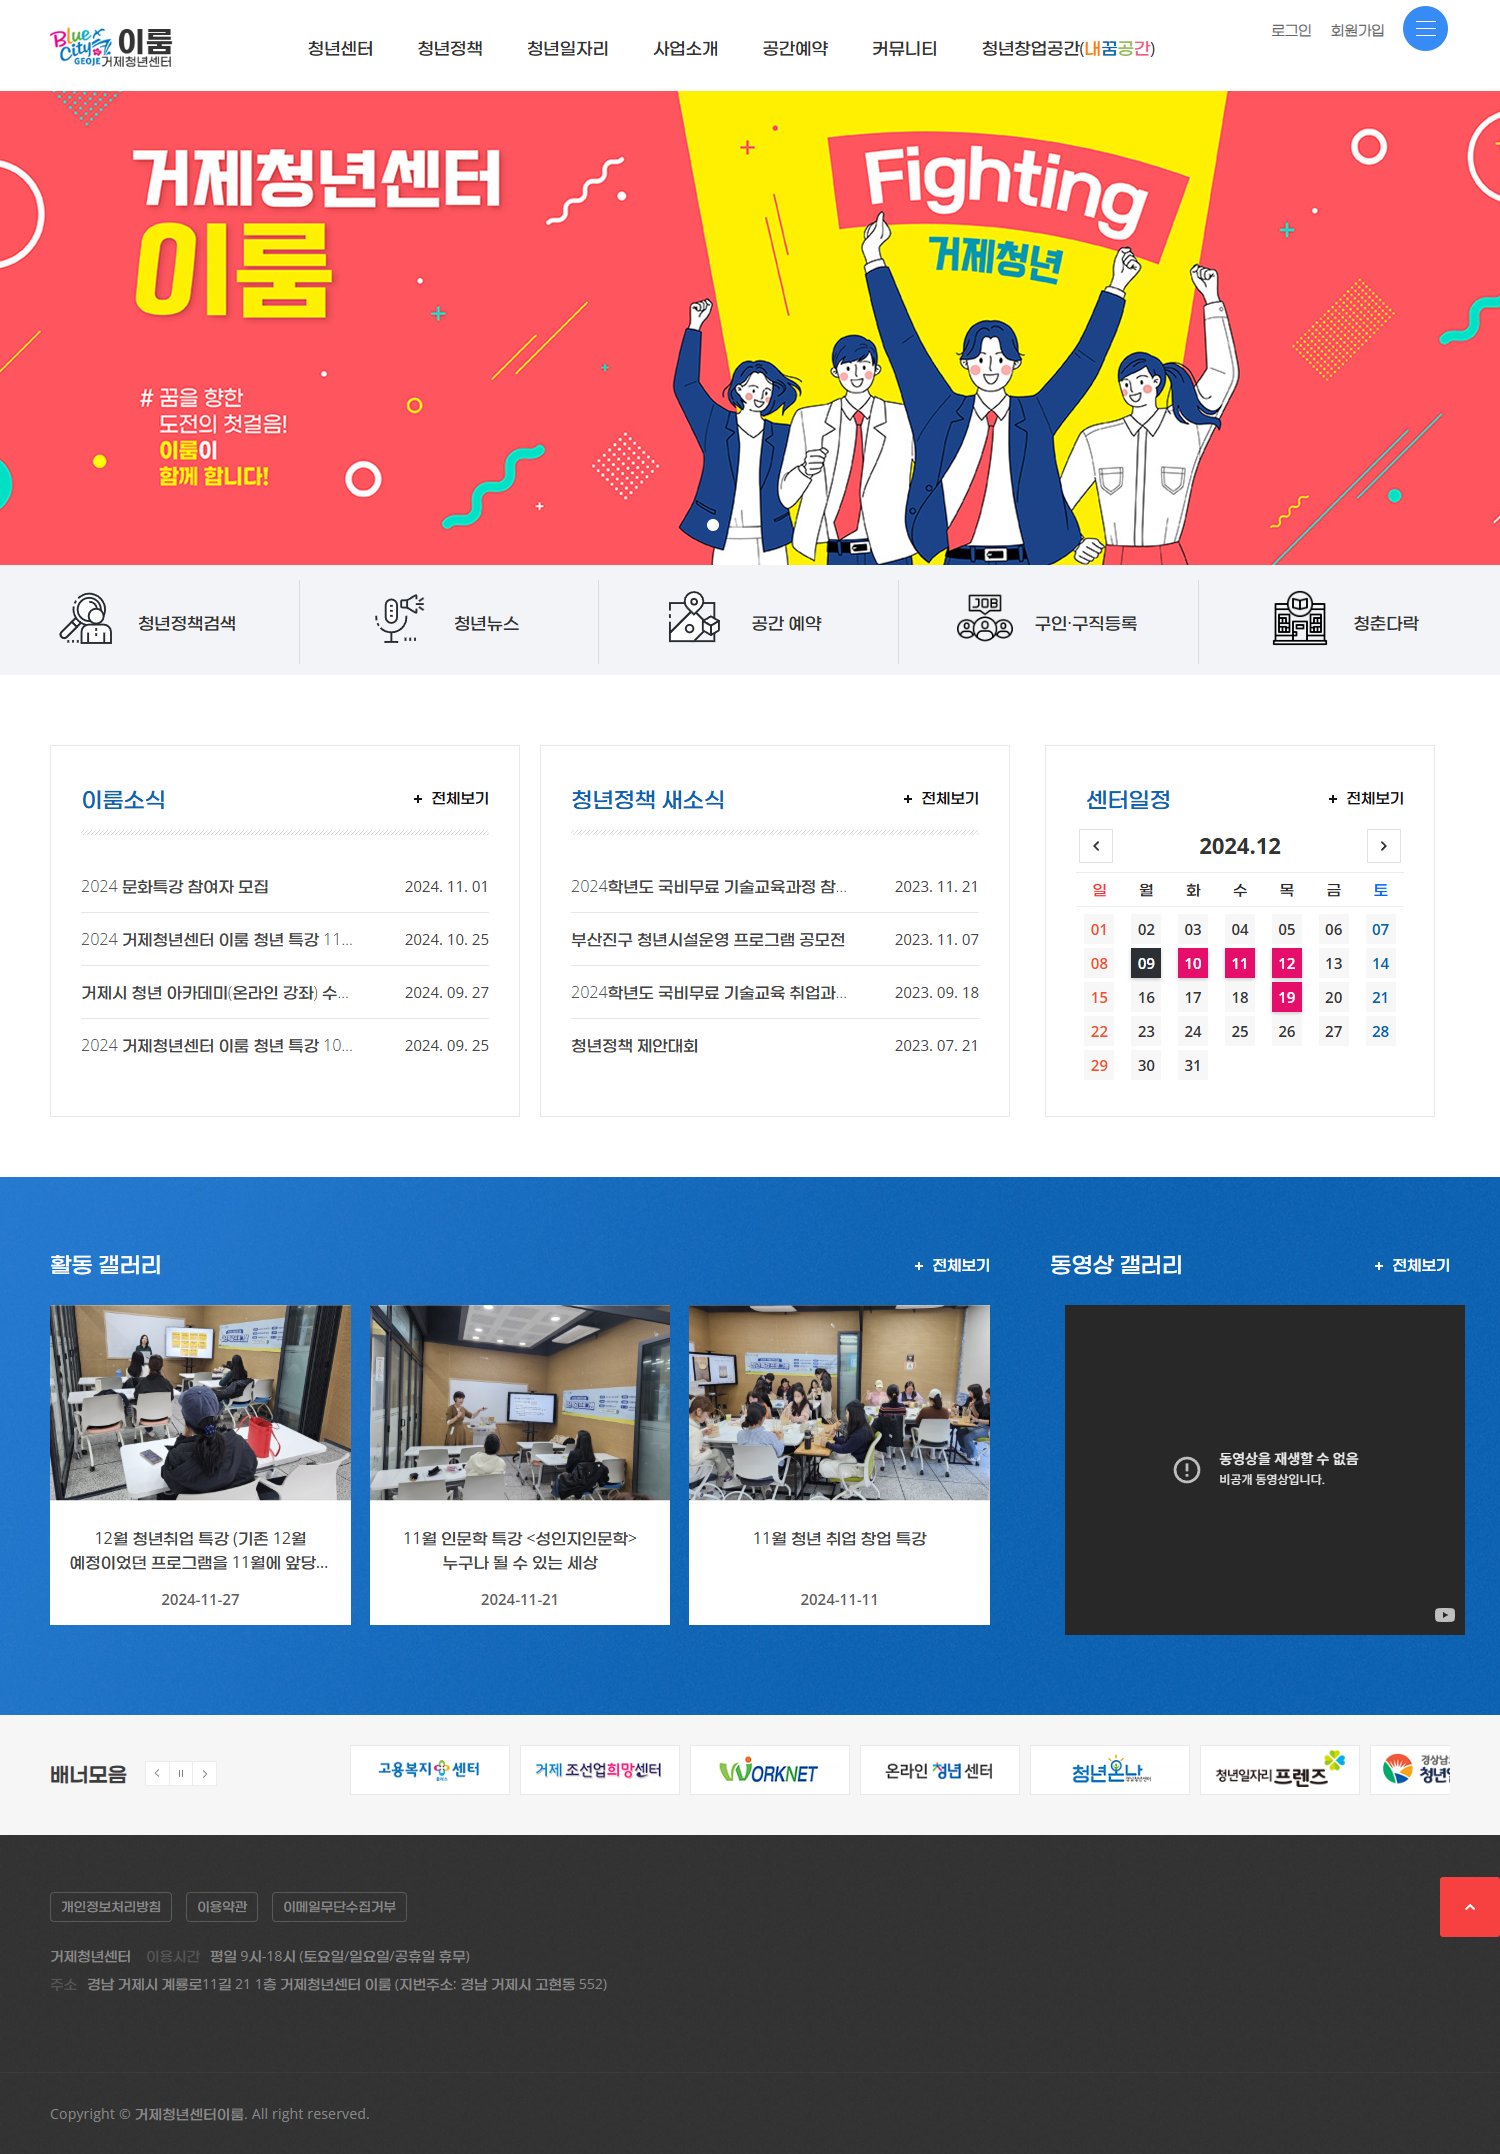 Blue City GEOJE 이룸 거제청년센터
청년센터 청년정책 청년일자리 사업소개 공간예약 커뮤니티 청년창업공간(내꿈공간)
로그인 회원가입
거제청년센터
이룸
# 꿈을 향한
도전의 첫걸음!
이룸이
함께 합니다!
Fighting
거제청년
청년정책검색
청년뉴스
공간 예약
JOB
구인·구직등록
청춘다락
이룸소식
+ 전체보기
2024 문화특강 참여자 모집 2024. 11. 01
2024 거제청년센터 이룸 청년 특강 11... 2024. 10. 25
거제시 청년 아카데미(온라인 강좌) 수... 2024. 09. 27
2024 거제청년센터 이룸 청년 특강 10... 2024. 09. 25
청년정책 새소식
+ 전체보기
2024학년도 국비무료 기술교육과정 참... 2023. 11. 21
부산진구 청년시설운영 프로그램 공모전 2023. 11. 07
2024학년도 국비무료 기술교육 취업과... 2023. 09. 18
청년정책 제안대회 2023. 07. 21
센터일정
+ 전체보기
2024.12
일 월 화 수 목 금 토
01 02 03 04 05 06 07
08 09 10 11 12 13 14
15 16 17 18 19 20 21
22 23 24 25 26 27 28
29 30 31
활동 갤러리
+ 전체보기
12월 청년취업 특강 (기존 12월
예정이었던 프로그램을 11월에 앞당...
2024-11-27
11월 인문학 특강 <성인지인문학>
누구나 될 수 있는 세상
2024-11-21
11월 청년 취업 창업 특강
2024-11-11
동영상 갤러리
+ 전체보기
동영상을 재생할 수 없음
비공개 동영상입니다.
배너모음
고용복지 센터
거제 조선업희망센터
WORKNET
온라인 청년 센터
청년온나
청년일자리 프렌즈
경상남
청년
개인정보처리방침
이용약관
이메일무단수집거부
거제청년센터 이용시간 평일 9시-18시 (토요일/일요일/공휴일 휴무)
주소 경남 거제시 계룡로11길 21 1층 거제청년센터 이룸 (지번주소: 경남 거제시 고현동 552)
Copyright © 거제청년센터이룸. All right reserved.